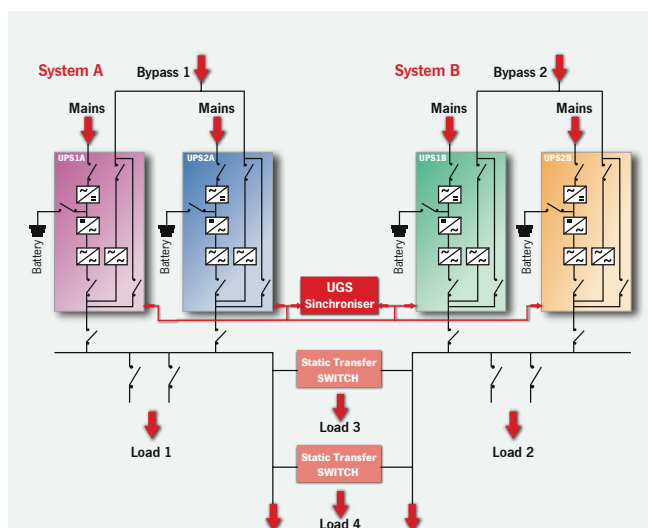 System A
Bypass 1
System B
Bypass 2
Mains
Mains
Mains
Mains
UPS1A
UPS2A
UPS1B
UPS2B
Battery
Battery
Battery
Battery
UGS
Sinchroniser
Static Transfer
SWITCH
Load 3
Load 1
Load 2
Static Transfer
SWITCH
Load 4